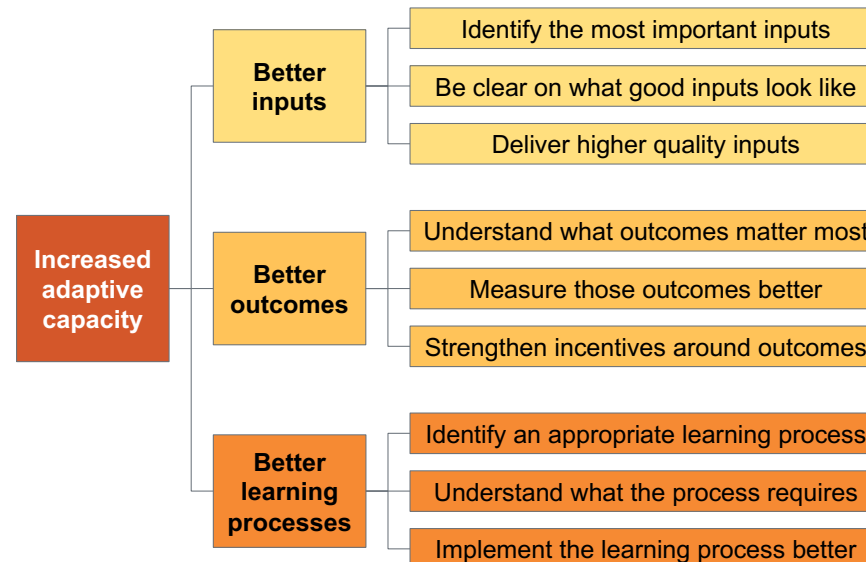 Increased
adaptive
capacity
Better
inputs
Identify the most important inputs
Be clear on what good inputs look like
Deliver higher quality inputs
Better
outcomes
Understand what outcomes matter most
Measure those outcomes better
Strengthen incentives around outcomes
Better
learning
processes
Identify an appropriate learning process
Understand what the process requires
Implement the learning process better